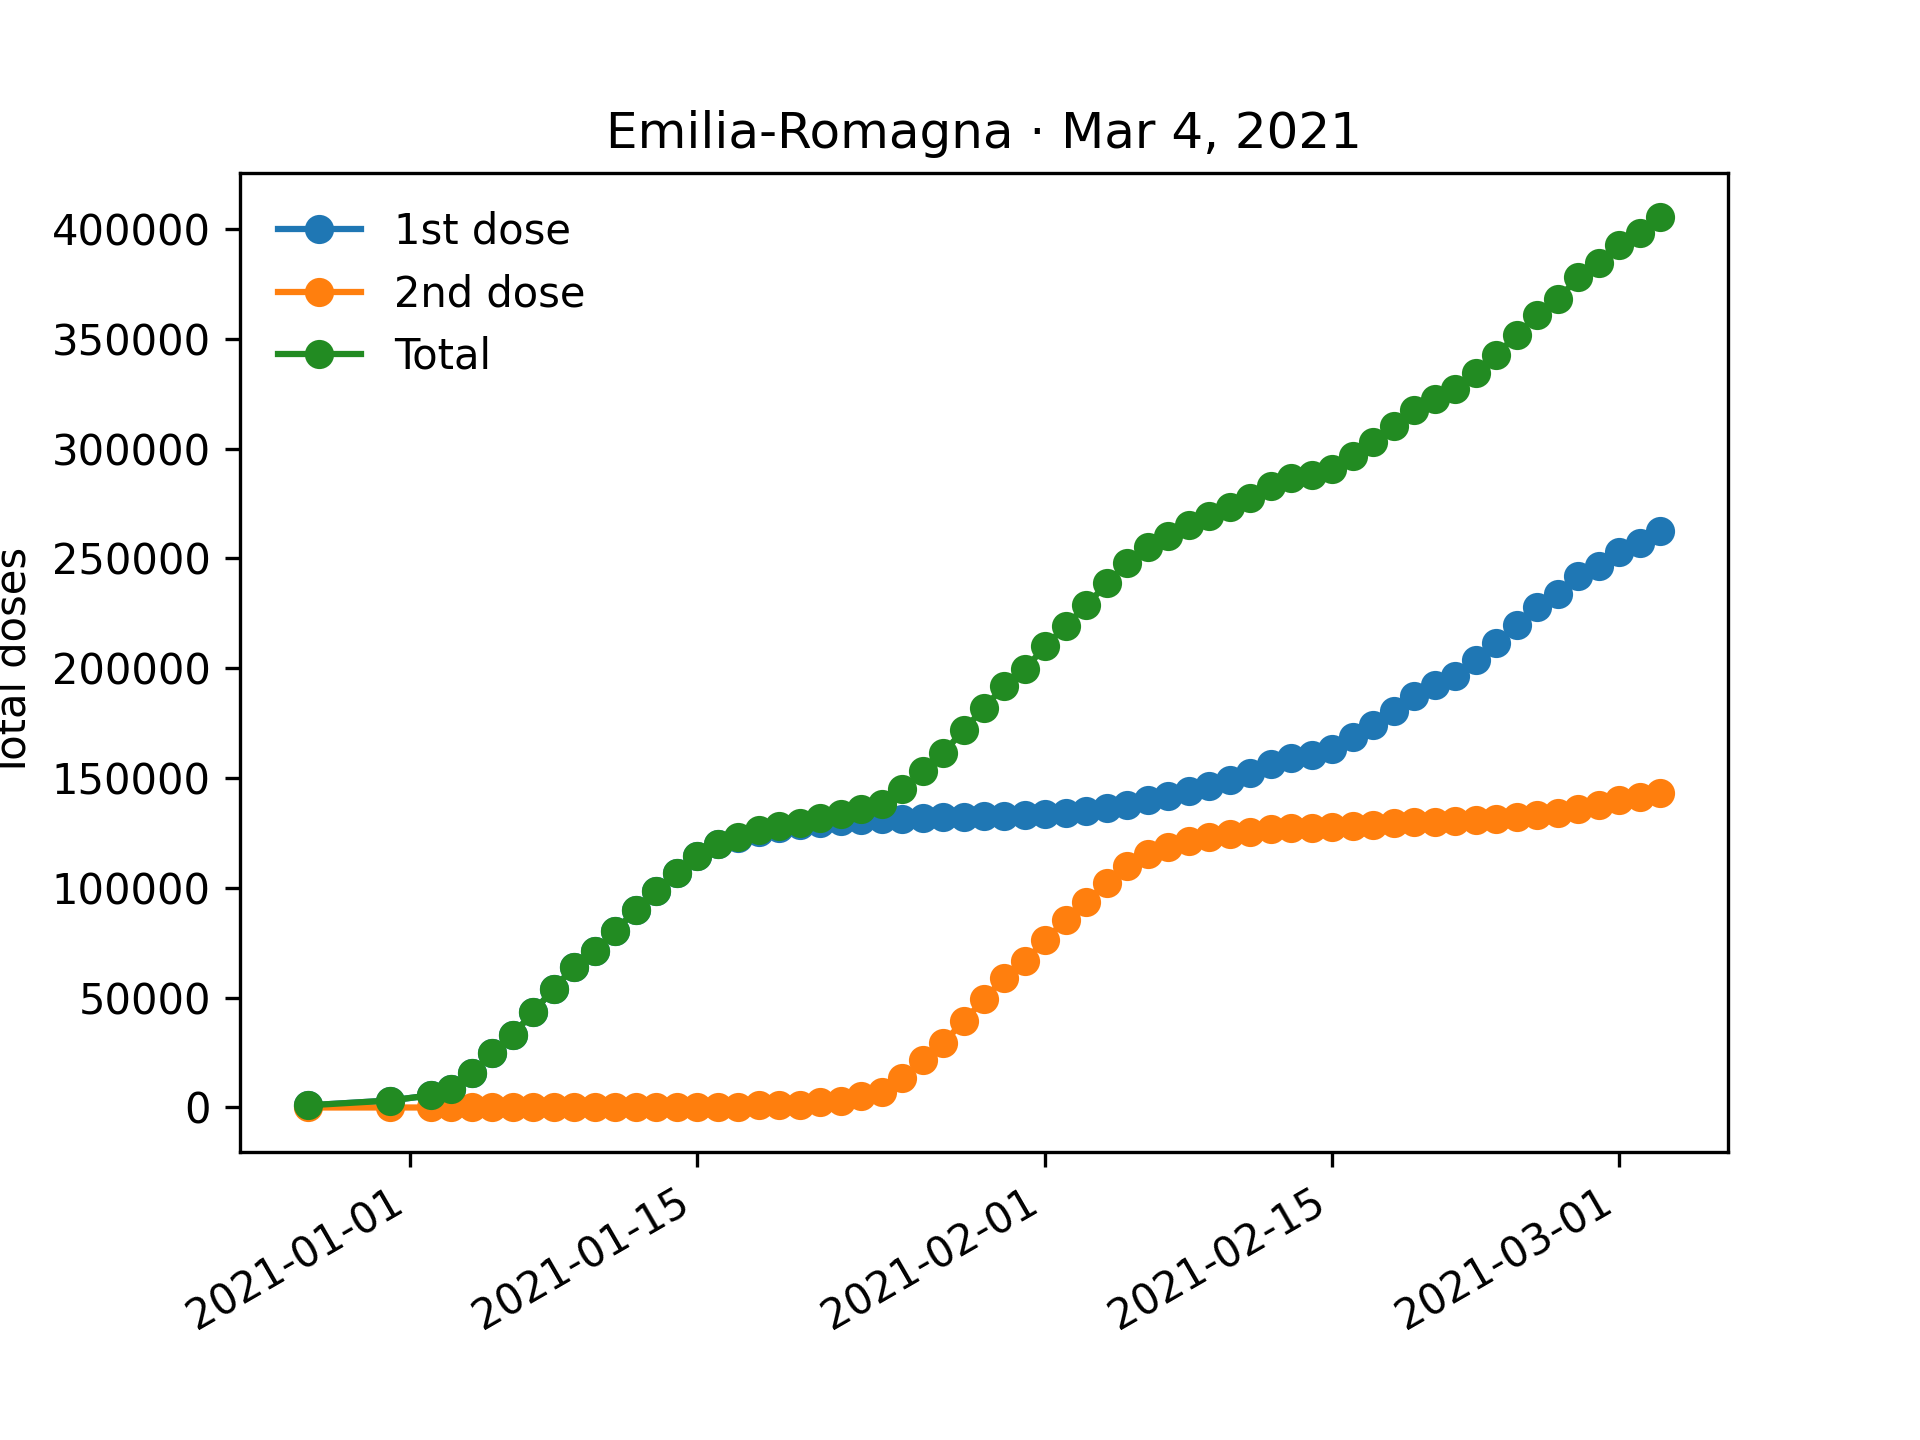 Emilia-Romagna · Mar 4, 2021
1st dose
2nd dose
Total
Total doses
400000
350000
300000
250000
200000
150000
100000
50000
0
2021-01-01
2021-01-15
2021-02-01
2021-02-15
2021-03-01